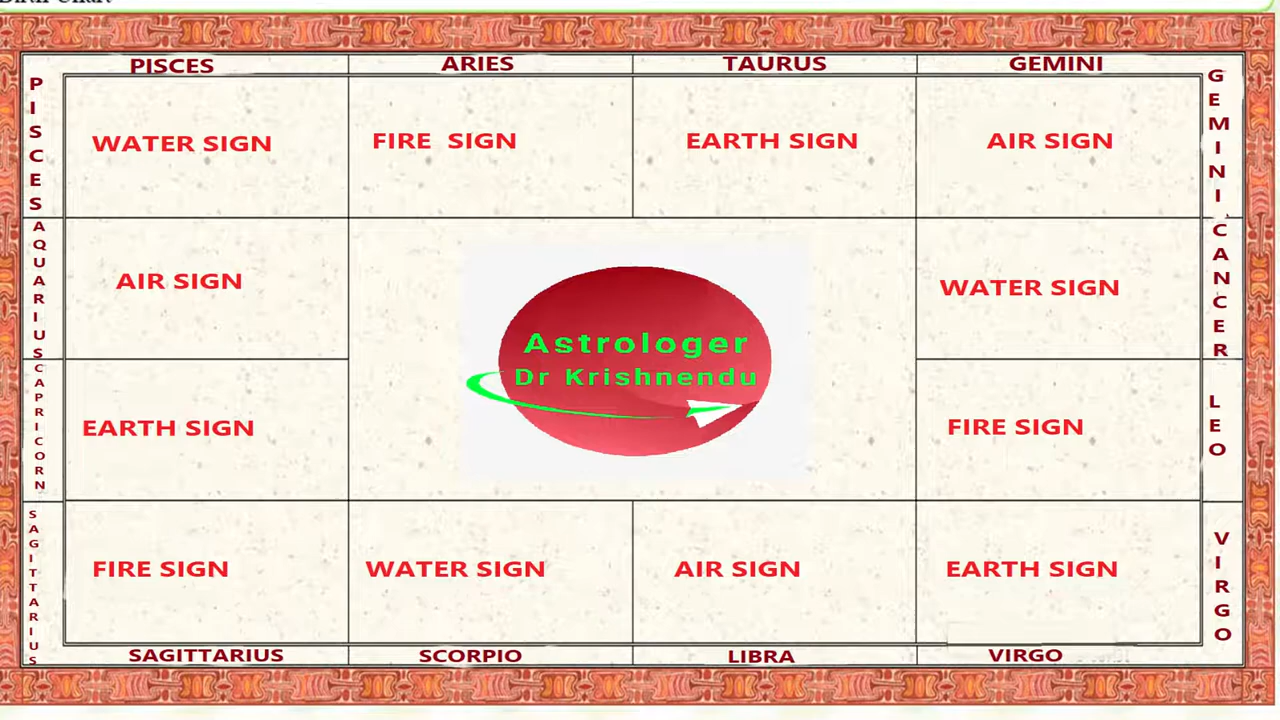 Birth Chart
PISCES ARIES TAURUS GEMINI
PISCES
GEMINI
WATER SIGN FIRE SIGN EARTH SIGN AIR SIGN
AQUARIUS
CANCER
AIR SIGN WATER SIGN
Astrologer
Dr Krishnendu
CAPRICORN
LEO
EARTH SIGN FIRE SIGN
SAGITTARIUS
VIRGO
FIRE SIGN WATER SIGN AIR SIGN EARTH SIGN
SAGITTARIUS SCORPIO LIBRA VIRGO